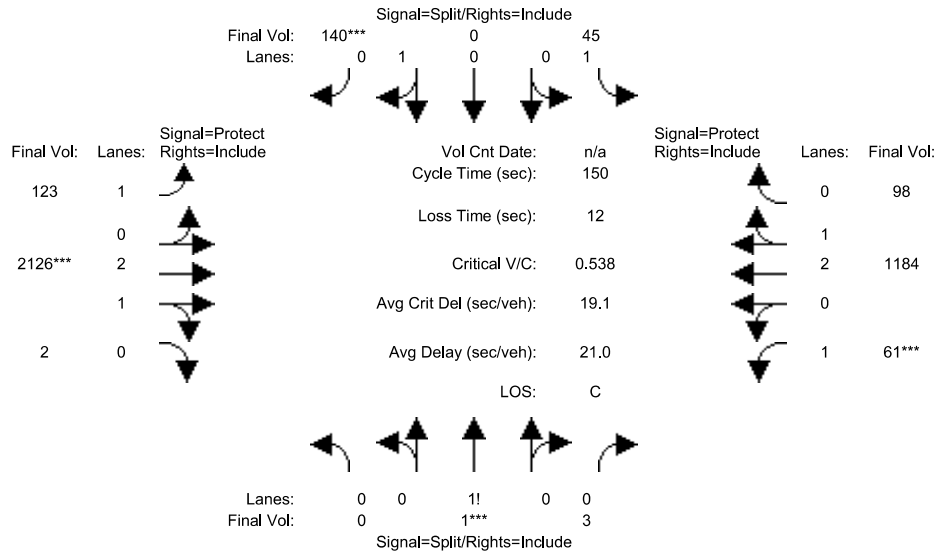 Signal=Split/Rights=Include
Final Vol: 140*** 0 45
Lanes: 0 1 0 0 1
Signal=Protect Signal=Protect
Final Vol: Lanes: Rights=Include Vol Cnt Date: n/a Rights=Include Lanes: Final Vol:
Cycle Time (sec): 150
123 1 0 98
Loss Time (sec): 12
0 1
2126*** 2 Critical V/C: 0.538 2 1184
1 Avg Crit Del (sec/veh): 19.1 0
2 0 Avg Delay (sec/veh): 21.0 1 61***
LOS: C
Lanes: 0 0 1! 0 0
Final Vol: 0 1*** 3
Signal=Split/Rights=Include